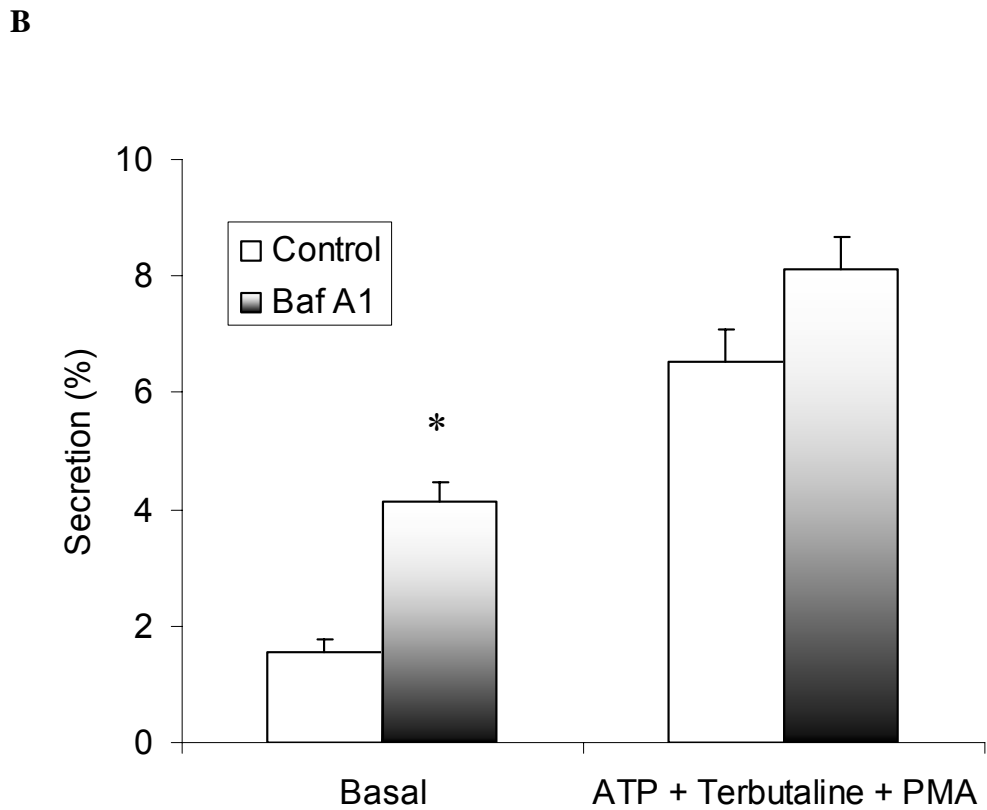 B
10
8
6
4
2
0
Secretion (%)
Control
Baf A1
*
Basal
ATP + Terbutaline + PMA